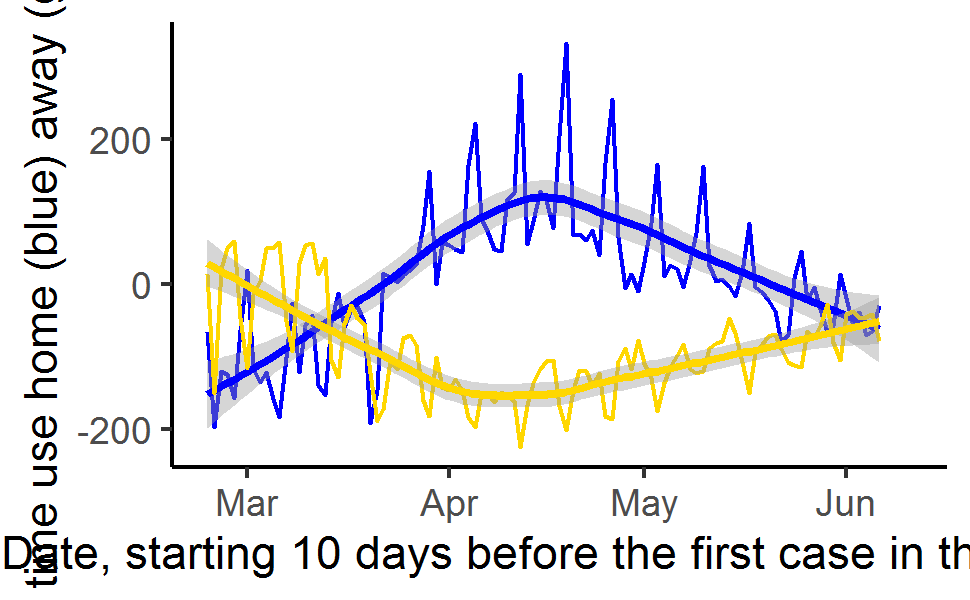 time use home (blue) away (
200
0
-200
Mar Apr May Jun
Date, starting 10 days before the first case in th